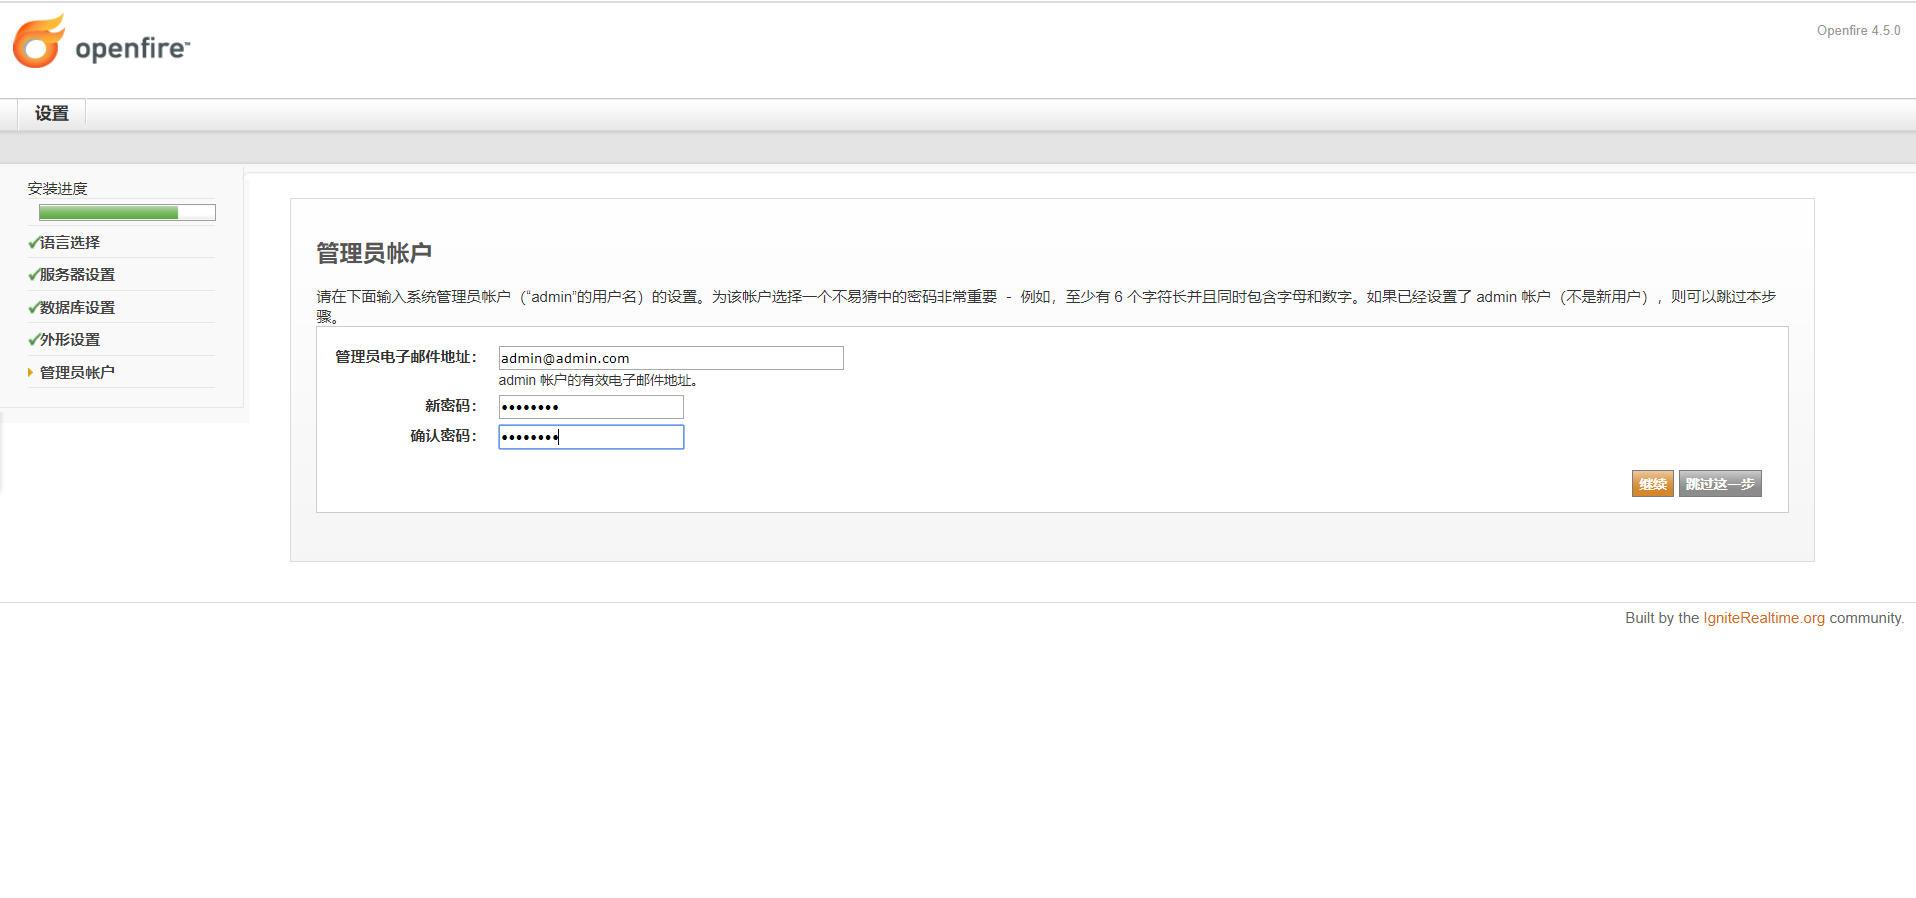 openfire™
Openfire 4.5.0
设置
安装进度
语言选择
服务器设置
数据库设置
外形设置
管理员帐户
管理员帐户
请在下面输入系统管理员帐户（“admin”的用户名）的设置。为该帐户选择一个不易猜中的密码非常重要 - 例如，至少有 6 个字符长并且同时包含字母和数字。如果已经设置了 admin 帐户（不是新用户），则可以跳过本步
骤。
管理员电子邮件地址： admin@admin.com
admin 帐户的有效电子邮件地址。
新密码： ••••••••
确认密码： ••••••••
继续 跳过这一步
Built by the IgniteRealtime.org community.